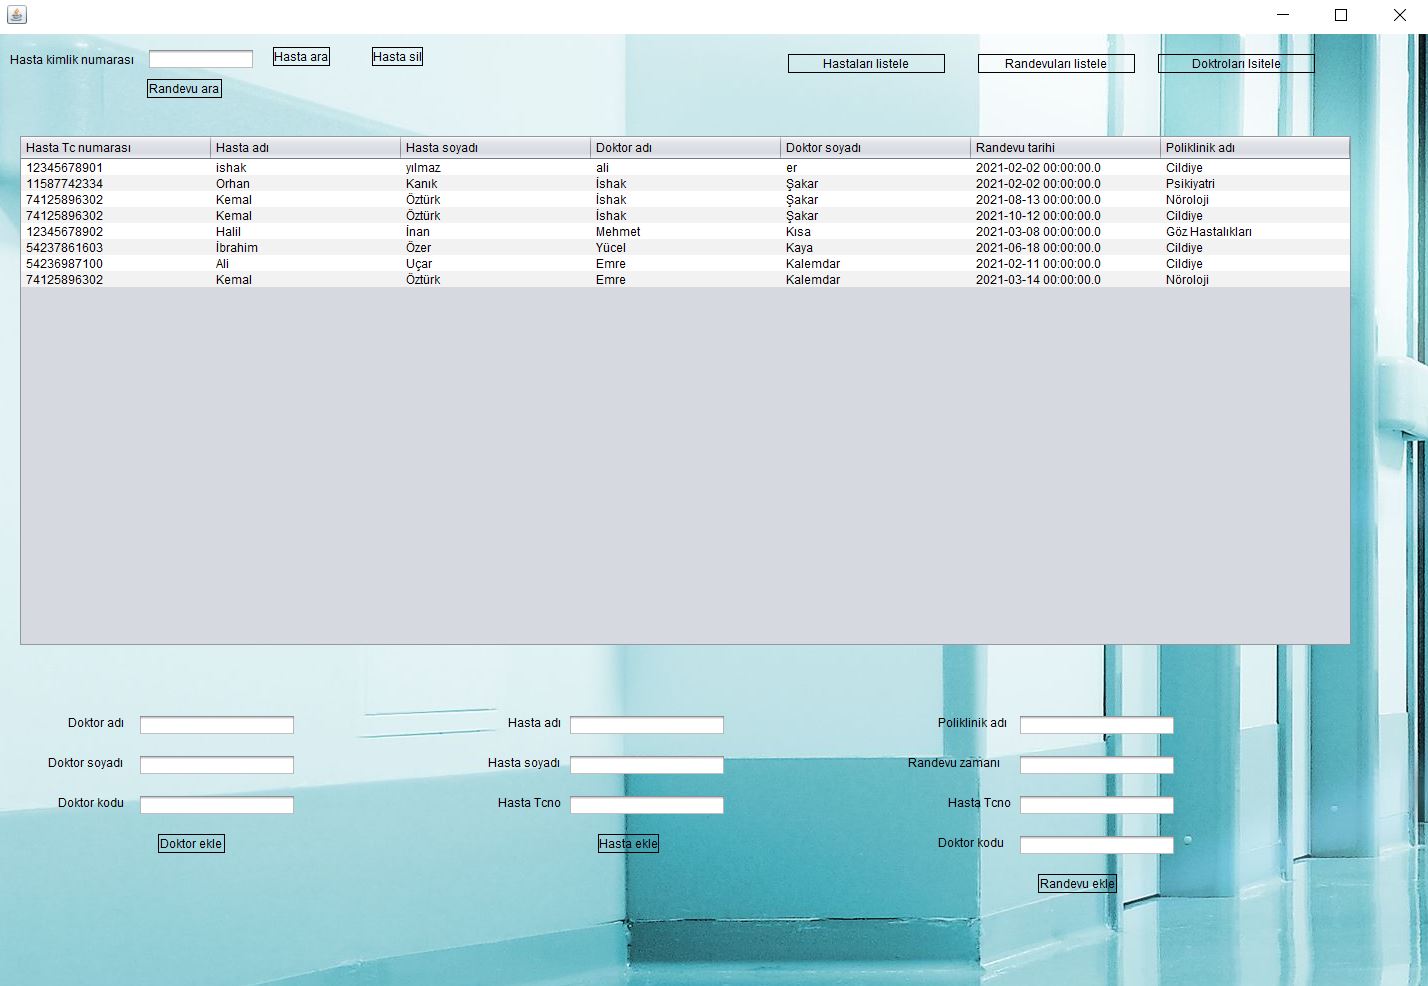 Hasta kimlik numarası Hasta ara Hasta sil Hastaları listele Randevuları listele Doktroları lsitele
Randevu ara
Hasta Tc numarası Hasta adı Hasta soyadı Doktor adı Doktor soyadı Randevu tarihi Poliklinik adı
12345678901 ishak yılmaz ali er 2021-02-02 00:00:00.0 Cildiye
11587742334 Orhan Kanık İshak Şakar 2021-02-02 00:00:00.0 Psikiyatri
74125896302 Kemal Öztürk İshak Şakar 2021-08-13 00:00:00.0 Nöroloji
74125896302 Kemal Öztürk İshak Şakar 2021-10-12 00:00:00.0 Cildiye
12345678902 Halil İnan Mehmet Kısa 2021-03-08 00:00:00.0 Göz Hastalıkları
54237861603 İbrahim Özer Yücel Kaya 2021-06-18 00:00:00.0 Cildiye
54236987100 Ali Uçar Emre Kalemdar 2021-02-11 00:00:00.0 Cildiye
74125896302 Kemal Öztürk Emre Kalemdar 2021-03-14 00:00:00.0 Nöroloji
Doktor adı Hasta adı Poliklinik adı
Doktor soyadı Hasta soyadı Randevu zamanı
Doktor kodu Hasta Tcno Hasta Tcno
Doktor ekle Hasta ekle Doktor kodu
Randevu ekle